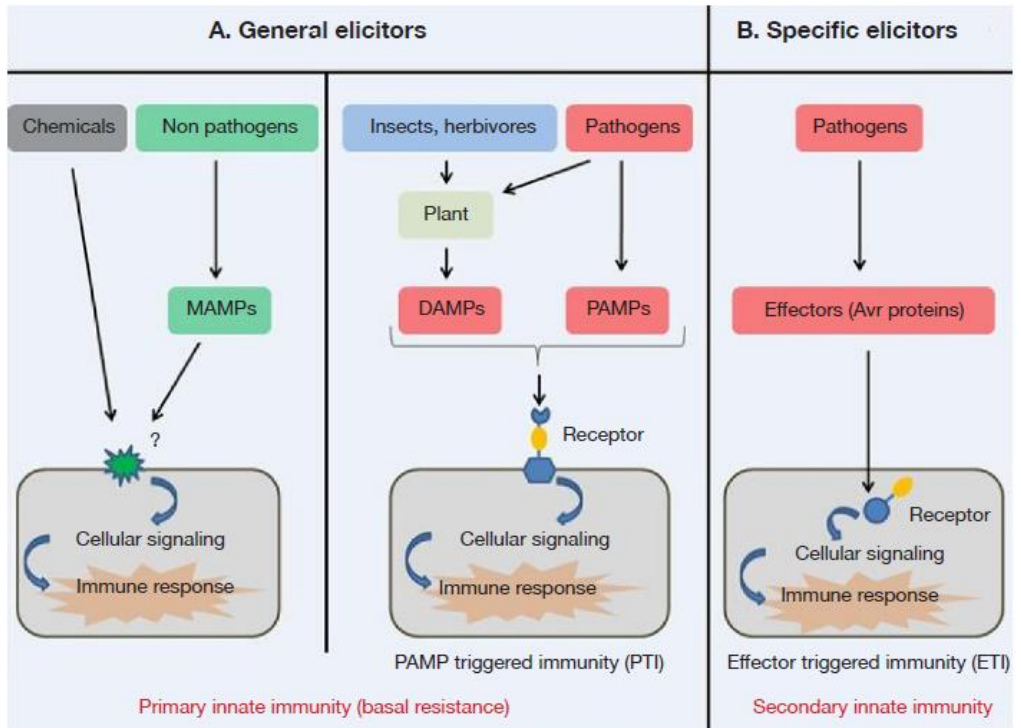 A. General elicitors
B. Specific elicitors
Chemicals
Non pathogens
Insects, herbivores
Pathogens
Pathogens
Plant
MAMPs
DAMPs
PAMPs
Effectors (Avr proteins)
?
Receptor
Receptor
Cellular signaling
Immune response
Cellular signaling
Immune response
Cellular signaling
Immune response
PAMP triggered immunity (PTI)
Effector triggered immunity (ETI)
Primary innate immunity (basal resistance)
Secondary innate immunity